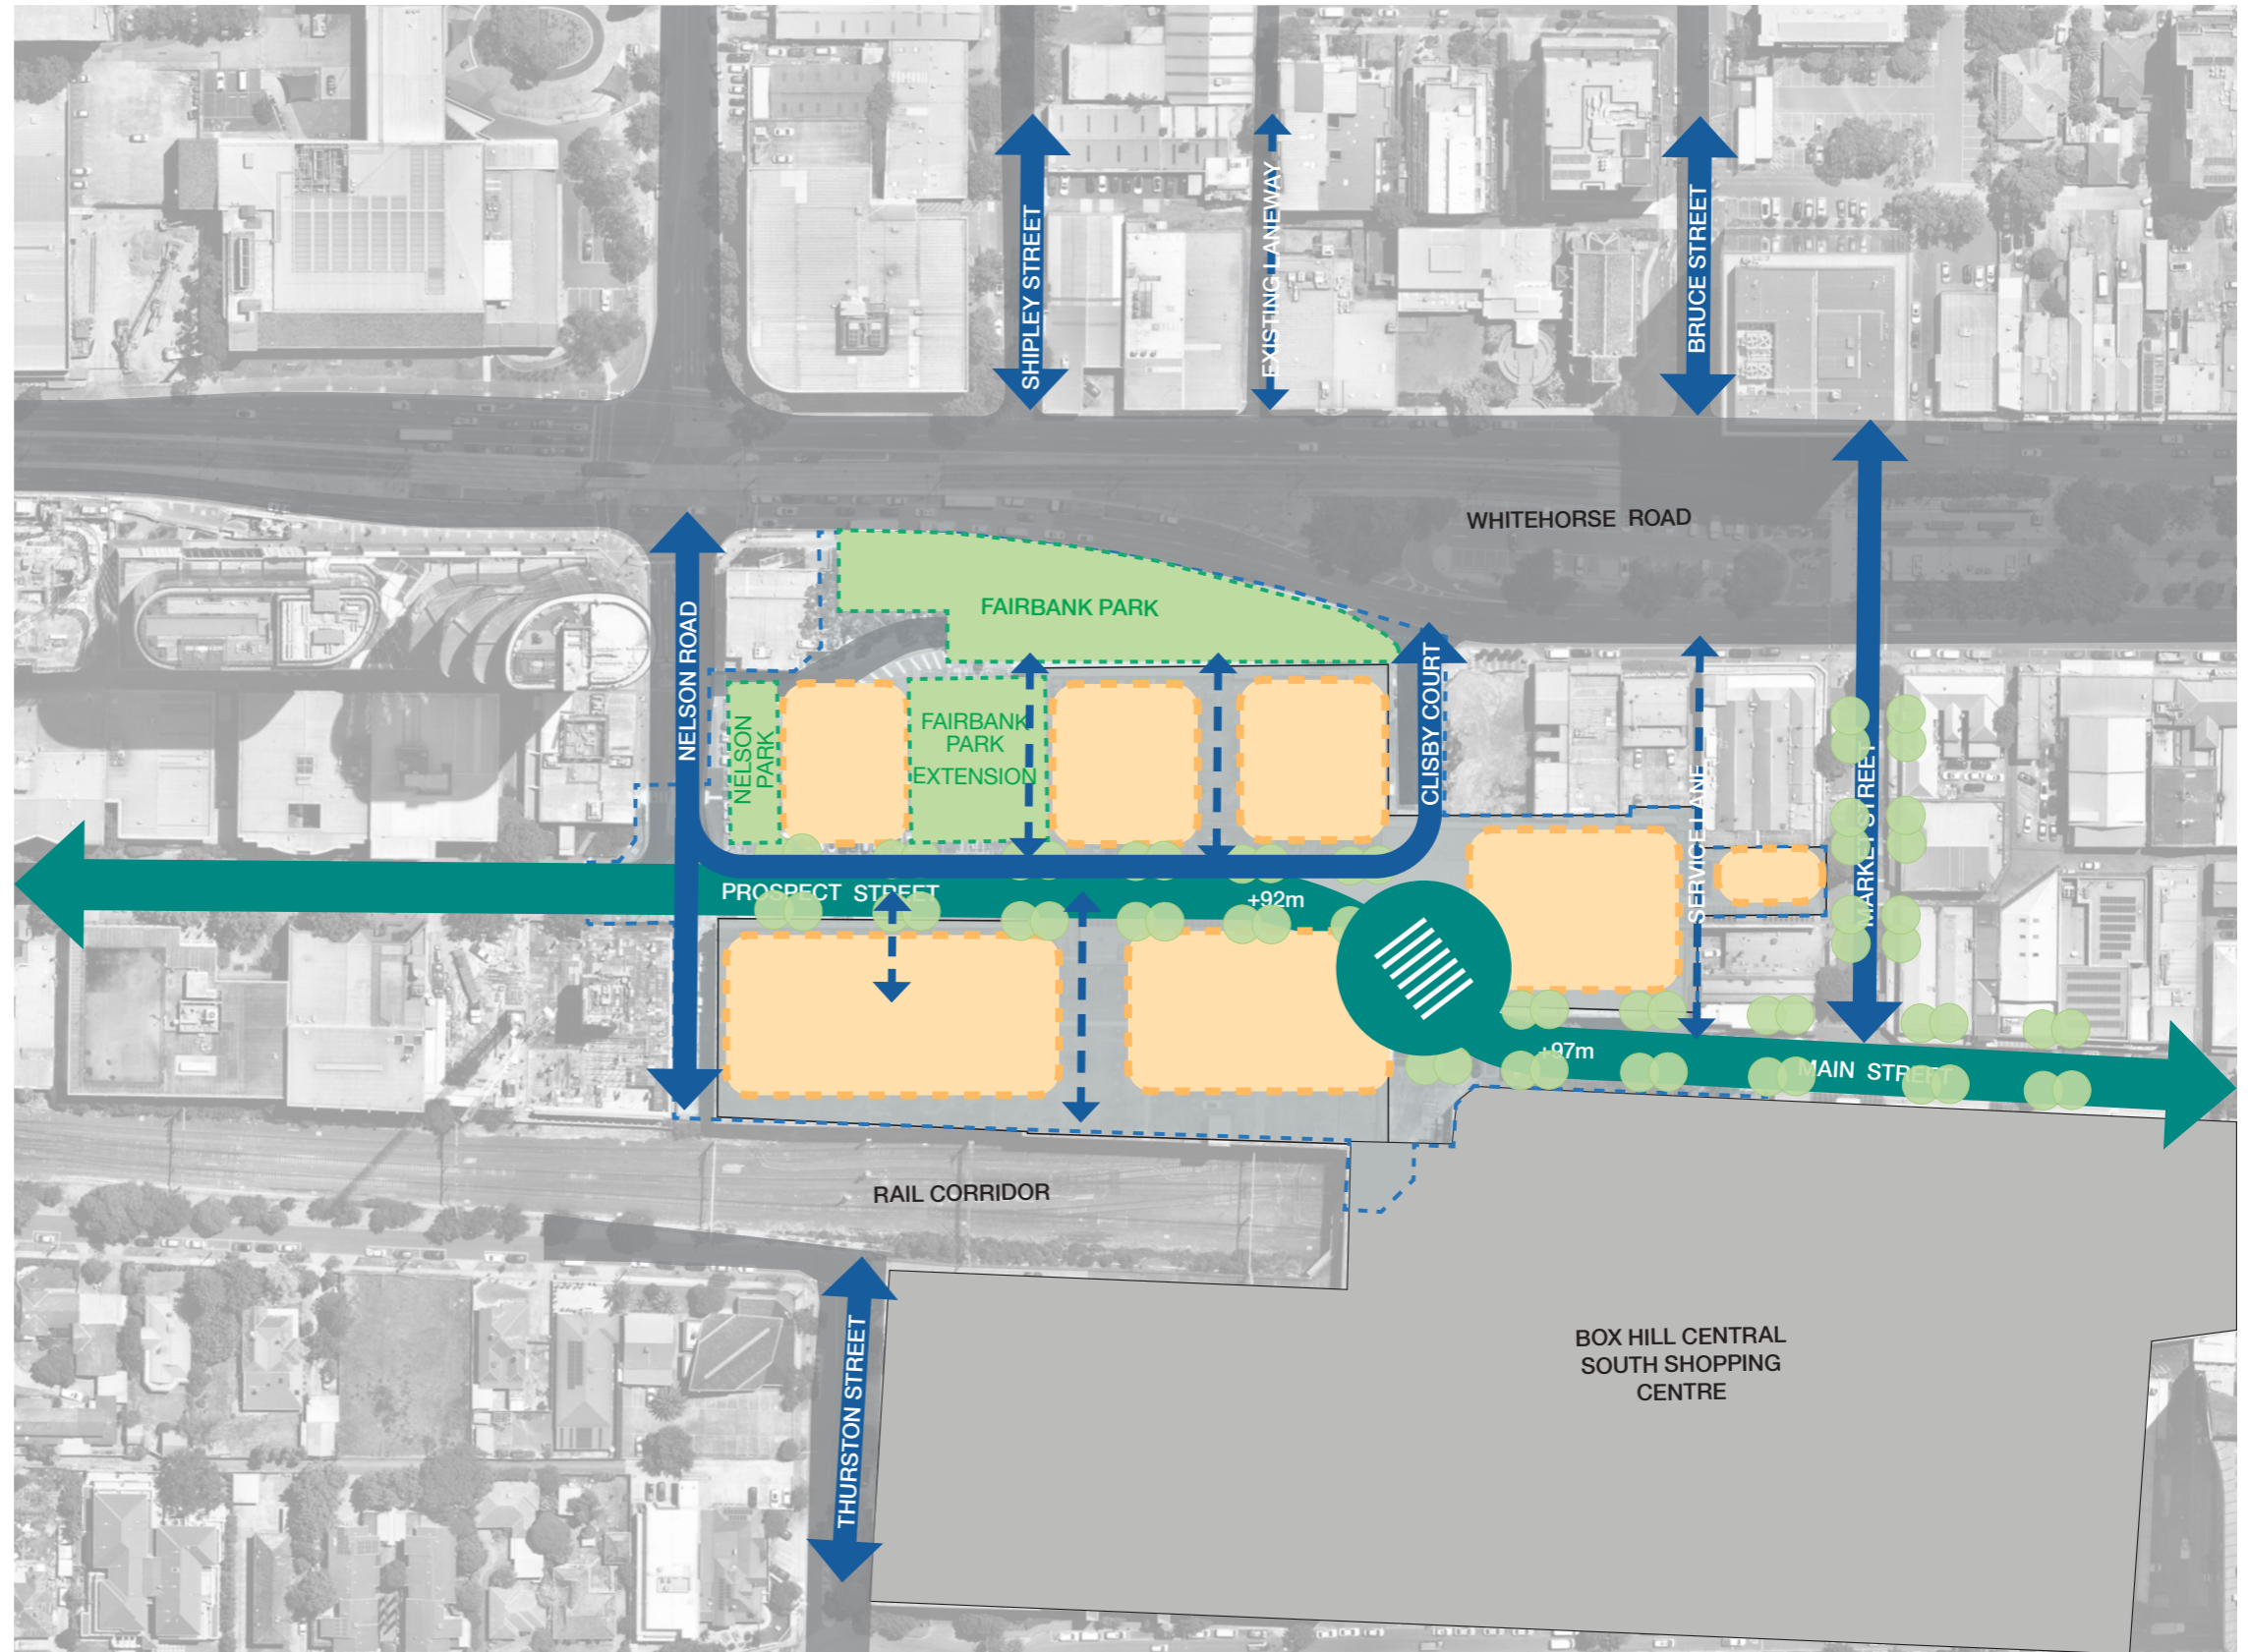 SHIPLEY STREET
EXISTING LANEWAY
BRUCE STREET
WHITEHORSE ROAD
FAIRBANK PARK
NELSON ROAD
CLISBY COURT
NELSON
PARK
FAIRBANK
PARK
EXTENSION
SERVICE LANE
MARKET STREET
PROSPECT STREET
+92m
+97m
MAIN STREET
RAIL CORRIDOR
THURSTON STREET
BOX HILL CENTRAL
SOUTH SHOPPING
CENTRE